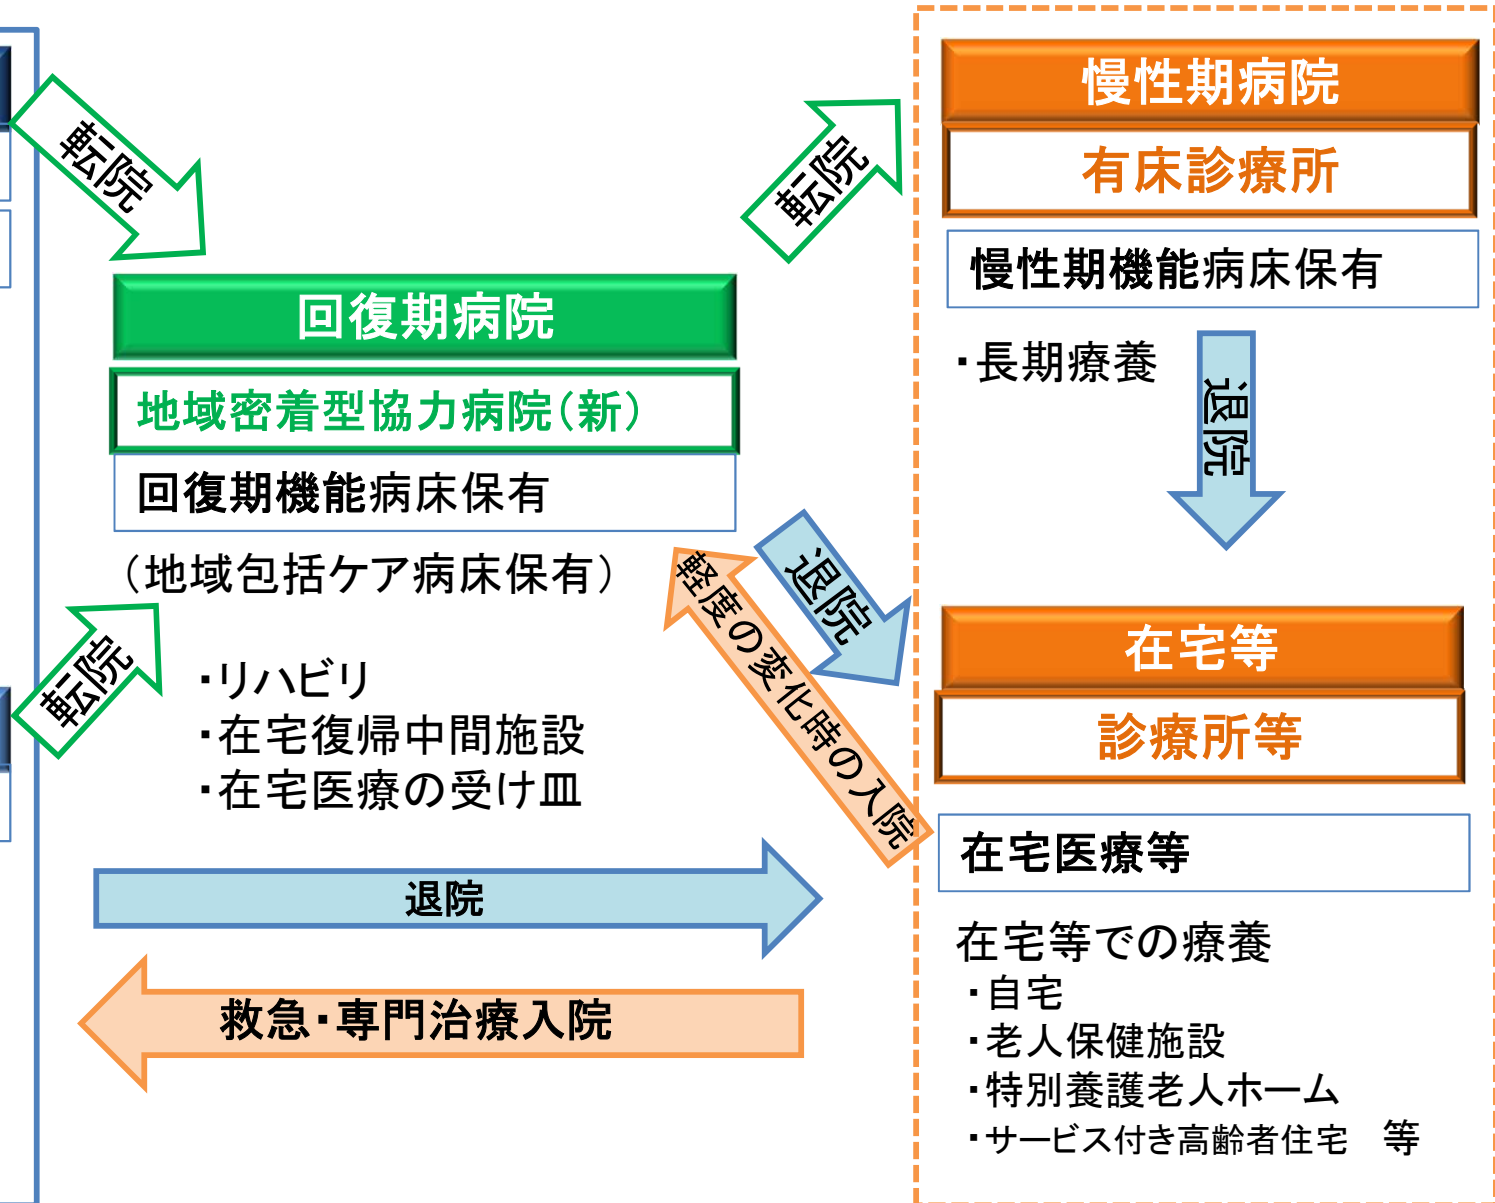 転院
回復期病院
地域密着型協力病院（新）
回復期機能病床保有
（地域包括ケア病床保有）
転院
・リハビリ
・在宅復帰中間施設
・在宅医療の受け皿
転院
慢性期病院
有床診療所
慢性期機能病床保有
・長期療養
退院
退院
軽度の変化時の入院
在宅等
診療所等
在宅医療等
在宅等での療養
・自宅
・老人保健施設
・特別養護老人ホーム
・サービス付き高齢者住宅　等
退院
救急・専門治療入院